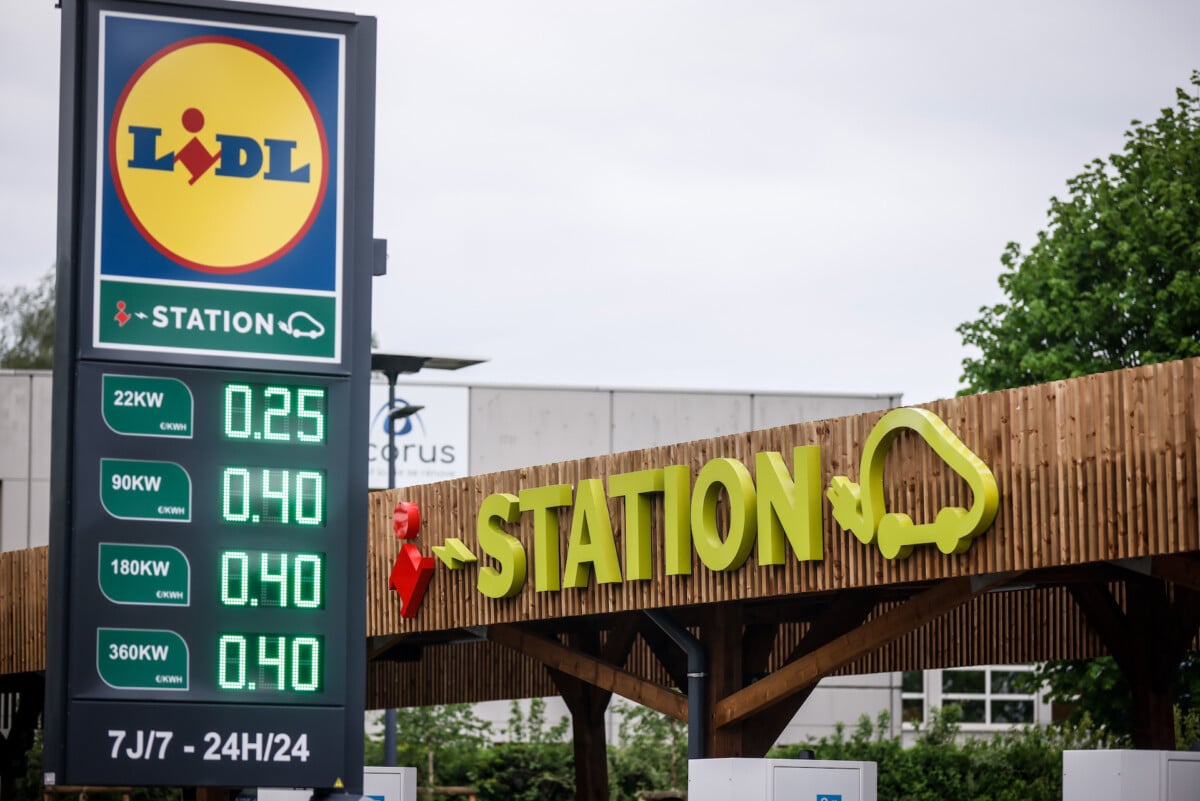 LiDL
i STATION
22KW
€/KWH
0.25
90KW
€/KWH
0.40
180KW
€/KWH
0.40
360KW
€/KWH
0.40
7J/7 - 24H/24
i STATION
corus